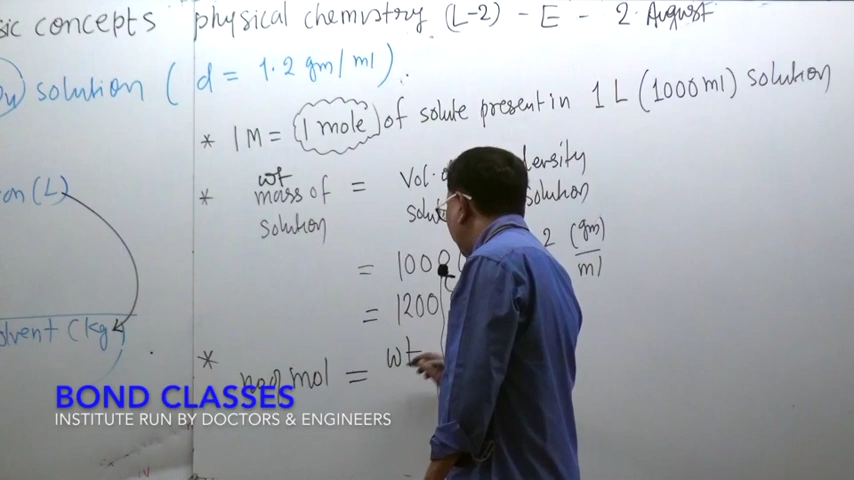 sic concepts physical chemistry (L-2) - E - 2 August
solution ( d = 1.2 gm/ml ).
* 1 M = 1 mole of solute present in 1 L (1000 ml) solution
on (L)
* wt
mass of = Vol. density
solution solution
= 100 2 (gm)
ml
= 1200
olvent (kg)
* no. of mol = wt
BOND CLASSES
INSTITUTE RUN BY DOCTORS & ENGINEERS